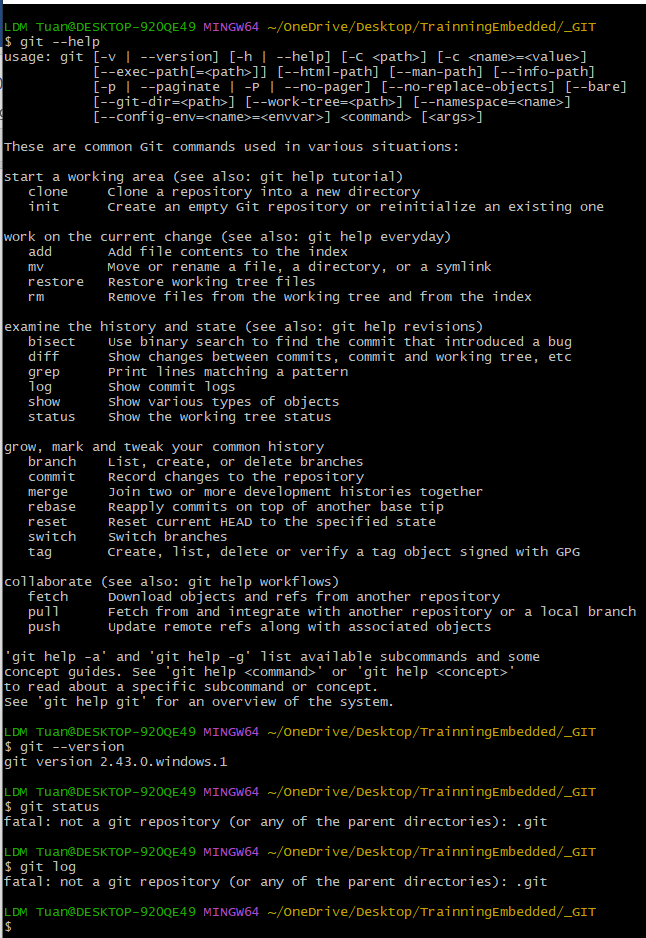 LDM Tuan@DESKTOP-920QE49 MINGW64 ~/OneDrive/Desktop/TrainningEmbedded/_GIT
$ git --help
usage: git [-v | --version] [-h | --help] [-C <path>] [-c <name>=<value>]
           [--exec-path[=<path>]] [--html-path] [--man-path] [--info-path]
           [-p | --paginate | -P | --no-pager] [--no-replace-objects] [--bare]
           [--git-dir=<path>] [--work-tree=<path>] [--namespace=<name>]
           [--config-env=<name>=<envvar>] <command> [<args>]

These are common Git commands used in various situations:

start a working area (see also: git help tutorial)
   clone     Clone a repository into a new directory
   init      Create an empty Git repository or reinitialize an existing one

work on the current change (see also: git help everyday)
   add       Add file contents to the index
   mv        Move or rename a file, a directory, or a symlink
   restore   Restore working tree files
   rm        Remove files from the working tree and from the index

examine the history and state (see also: git help revisions)
   bisect    Use binary search to find the commit that introduced a bug
   diff      Show changes between commits, commit and working tree, etc
   grep      Print lines matching a pattern
   log       Show commit logs
   show      Show various types of objects
   status    Show the working tree status

grow, mark and tweak your common history
   branch    List, create, or delete branches
   commit    Record changes to the repository
   merge     Join two or more development histories together
   rebase    Reapply commits on top of another base tip
   reset     Reset current HEAD to the specified state
   switch    Switch branches
   tag       Create, list, delete or verify a tag object signed with GPG

collaborate (see also: git help workflows)
   fetch     Download objects and refs from another repository
   pull      Fetch from and integrate with another repository or a local branch
   push      Update remote refs along with associated objects

'git help -a' and 'git help -g' list available subcommands and some
concept guides. See 'git help <command>' or 'git help <concept>'
to read about a specific subcommand or concept.
See 'git help git' for an overview of the system.

LDM Tuan@DESKTOP-920QE49 MINGW64 ~/OneDrive/Desktop/TrainningEmbedded/_GIT
$ git --version
git version 2.43.0.windows.1

LDM Tuan@DESKTOP-920QE49 MINGW64 ~/OneDrive/Desktop/TrainningEmbedded/_GIT
$ git status
fatal: not a git repository (or any of the parent directories): .git

LDM Tuan@DESKTOP-920QE49 MINGW64 ~/OneDrive/Desktop/TrainningEmbedded/_GIT
$ git log
fatal: not a git repository (or any of the parent directories): .git

LDM Tuan@DESKTOP-920QE49 MINGW64 ~/OneDrive/Desktop/TrainningEmbedded/_GIT
$